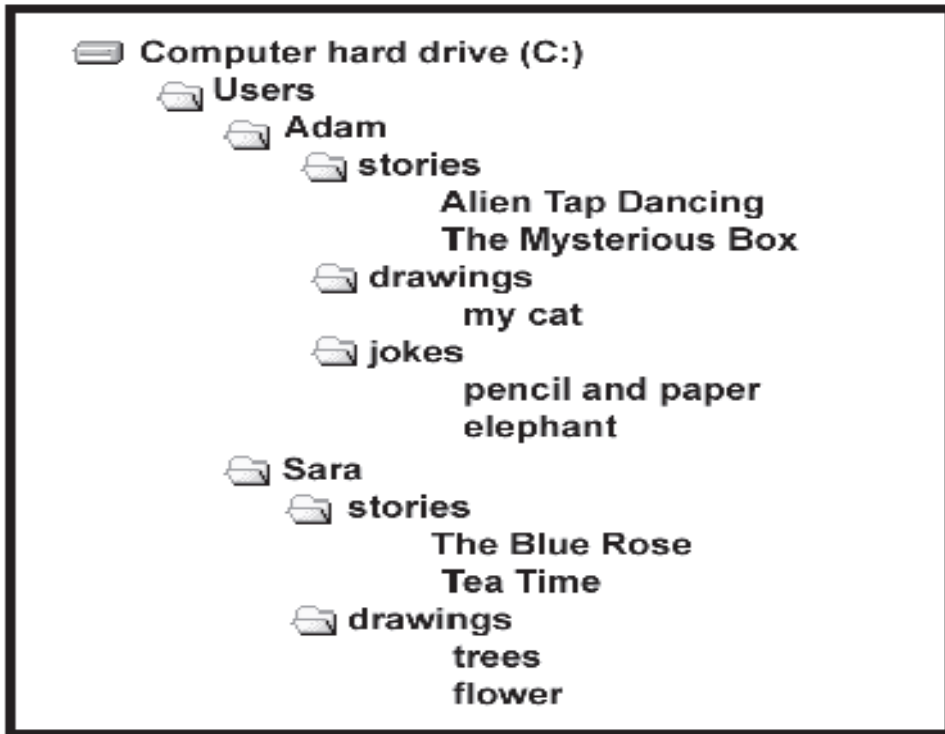 Computer hard drive (C:)
Users
Adam
stories
Alien Tap Dancing
The Mysterious Box
drawings
my cat
jokes
pencil and paper
elephant
Sara
stories
The Blue Rose
Tea Time
drawings
trees
flower